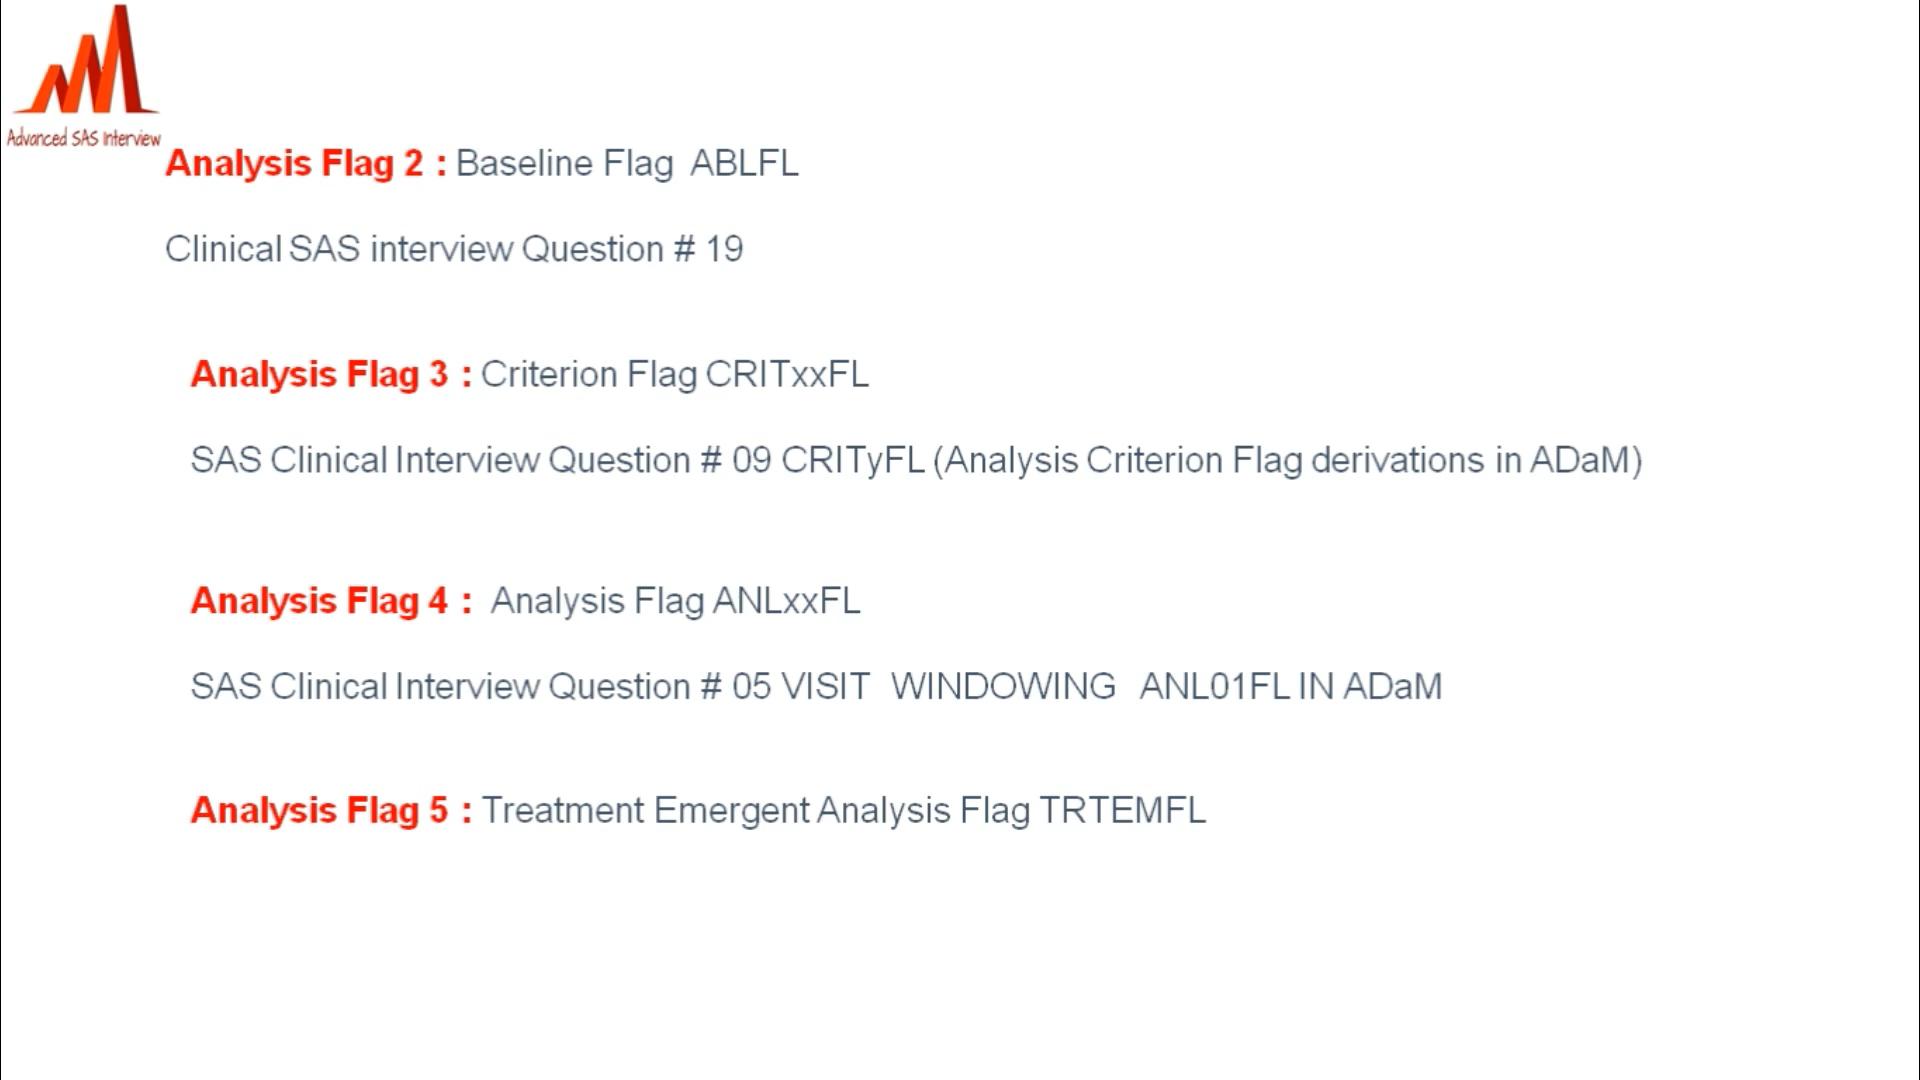 Advanced SAS Interview
Analysis Flag 2 : Baseline Flag ABLFL
Clinical SAS interview Question # 19
Analysis Flag 3 : Criterion Flag CRITxxFL
SAS Clinical Interview Question # 09 CRITyFL (Analysis Criterion Flag derivations in ADaM)
Analysis Flag 4 : Analysis Flag ANLxxFL
SAS Clinical Interview Question # 05 VISIT WINDOWING ANL01FL IN ADaM
Analysis Flag 5 : Treatment Emergent Analysis Flag TRTEMFL